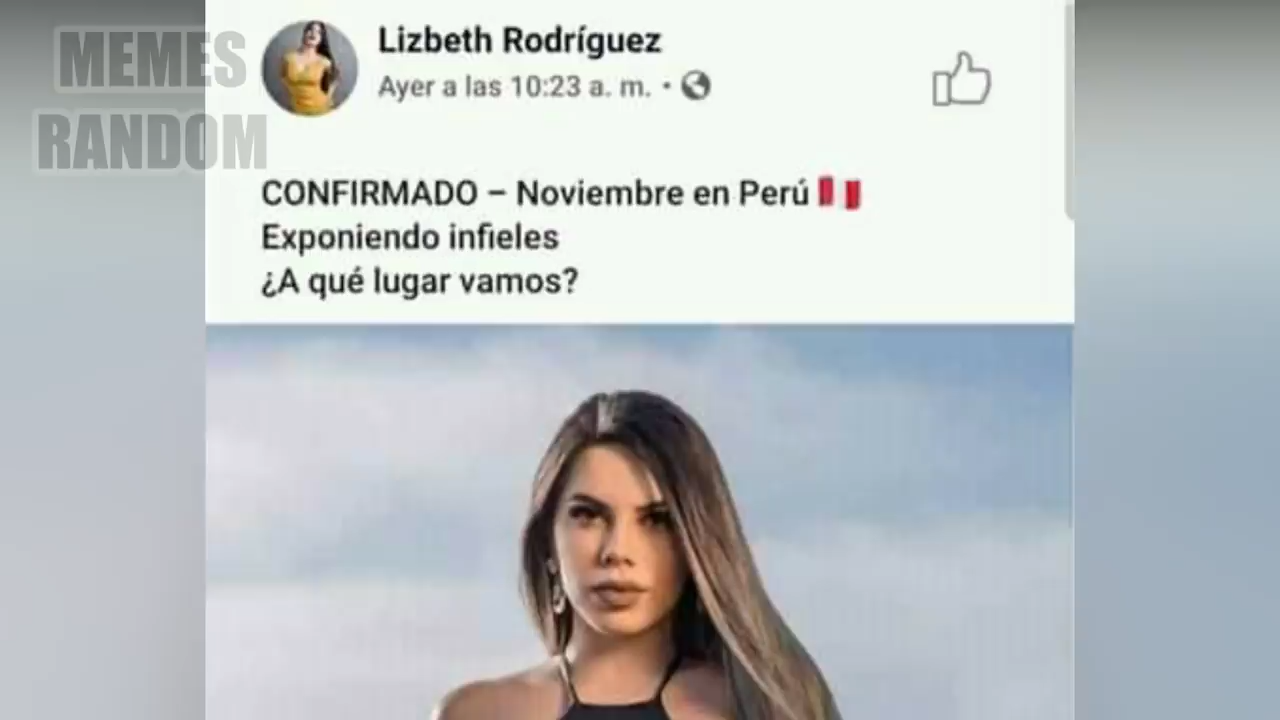 MEMES
RANDOM
Lizbeth Rodríguez
Ayer a las 10:23 a. m. •
CONFIRMADO – Noviembre en Perú 🇵🇪
Exponiendo infieles
¿A qué lugar vamos?